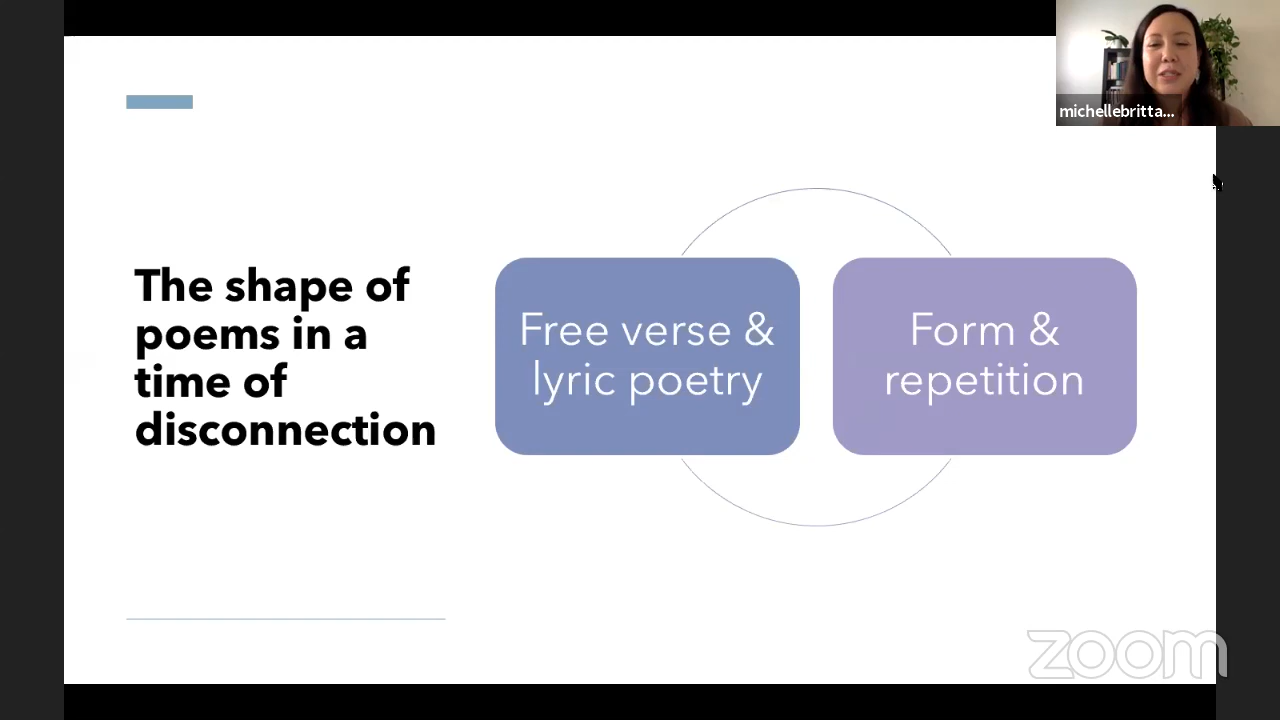 michellebritta...
The shape of
poems in a
time of
disconnection
Free verse &
lyric poetry
Form &
repetition
zoom